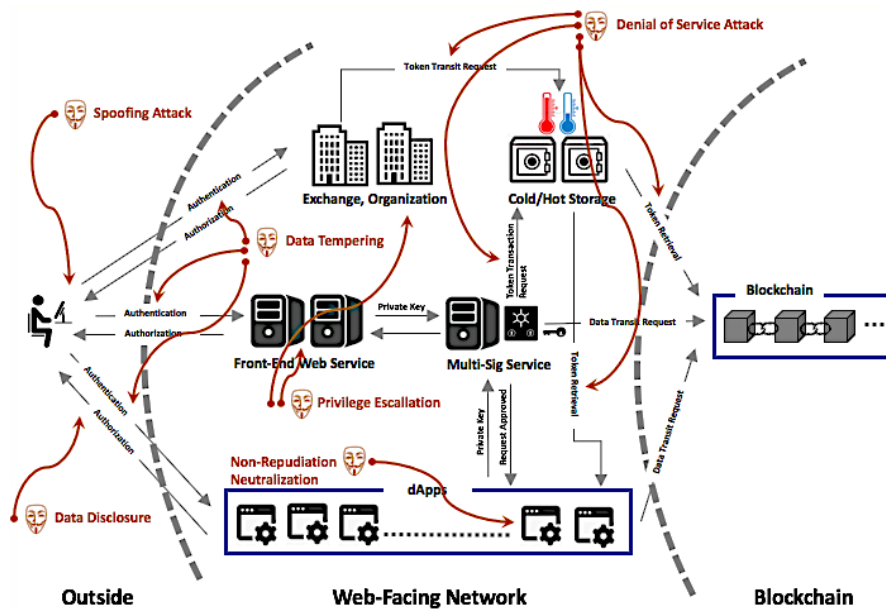 Denial of Service Attack
Token Transit Request
Spoofing Attack
Authentication
Authorization
Exchange, Organization
Cold/Hot Storage
Token Retrieval
Data Tempering
Token Transaction
Request
Blockchain
Authentication
Private Key
Data Transit Request
Authorization
Front-End Web Service
Multi-Sig Service
Token Retrieval
Authentication
Authorization
Privilege Escallation
Private Key
Request Approved
Data Transit Request
Non-Repudiation
Neutralization
dApps
Data Disclosure
Outside
Web-Facing Network
Blockchain